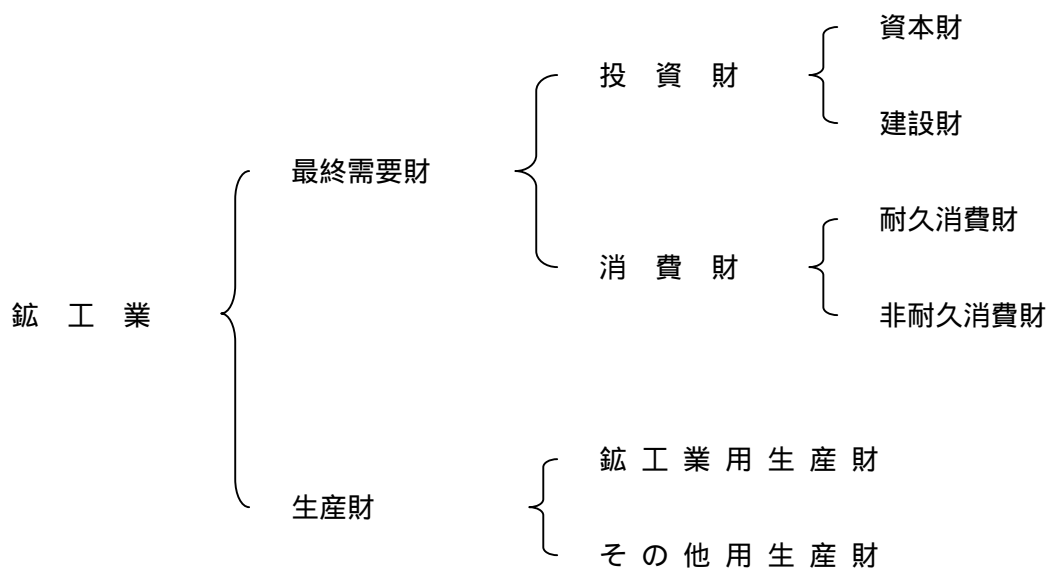 資本財
投資財
建設財
最終需要財
耐久消費財
消費財
鉱工業
非耐久消費財
鉱工業用生産財
生産財
その他用生産財